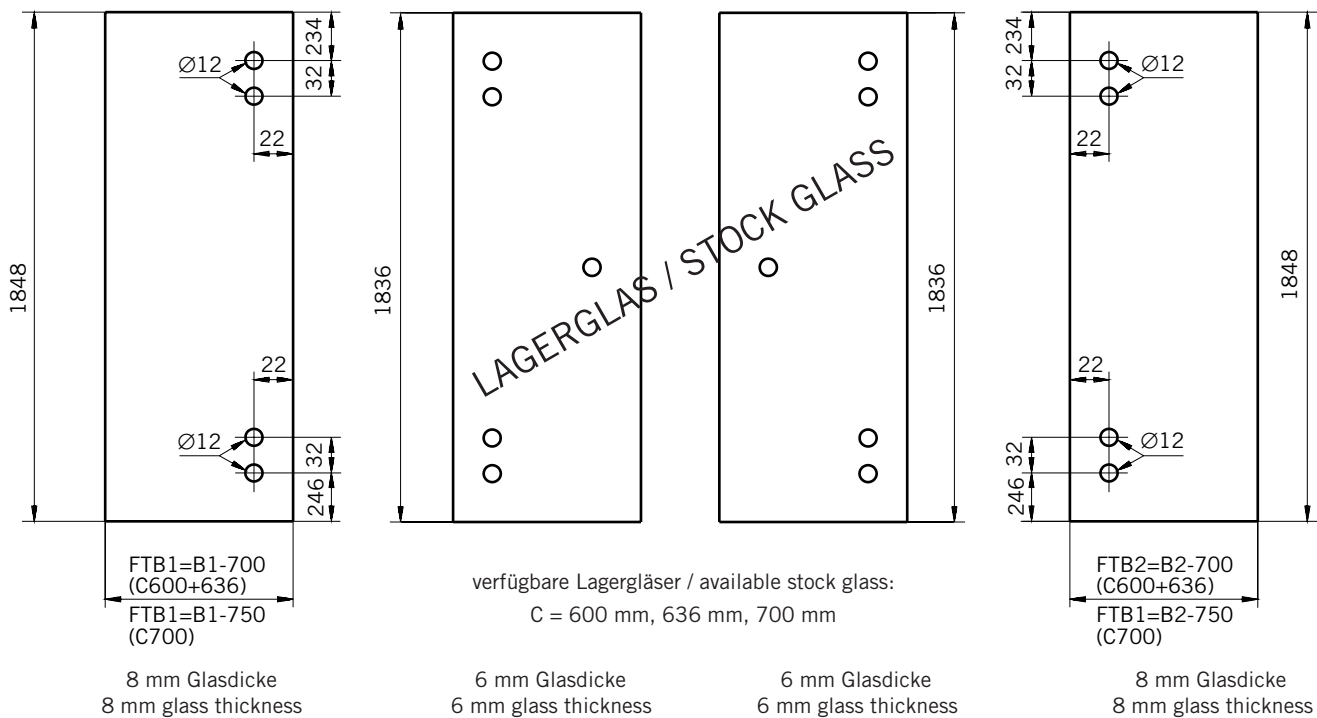 234
32
Ø12
22
1848
22
Ø12
32
246
FTB1=B1-700
(C600+636)
FTB1=B1-750
(C700)
8 mm Glasdicke
8 mm glass thickness
1836
LAGERGLAS / STOCK GLASS
verfügbare Lagergläser / available stock glass:
C = 600 mm, 636 mm, 700 mm
6 mm Glasdicke
6 mm glass thickness
1836
6 mm Glasdicke
6 mm glass thickness
234
32
Ø12
22
1848
22
Ø12
32
246
FTB2=B2-700
(C600+636)
FTB1=B2-750
(C700)
8 mm Glasdicke
8 mm glass thickness